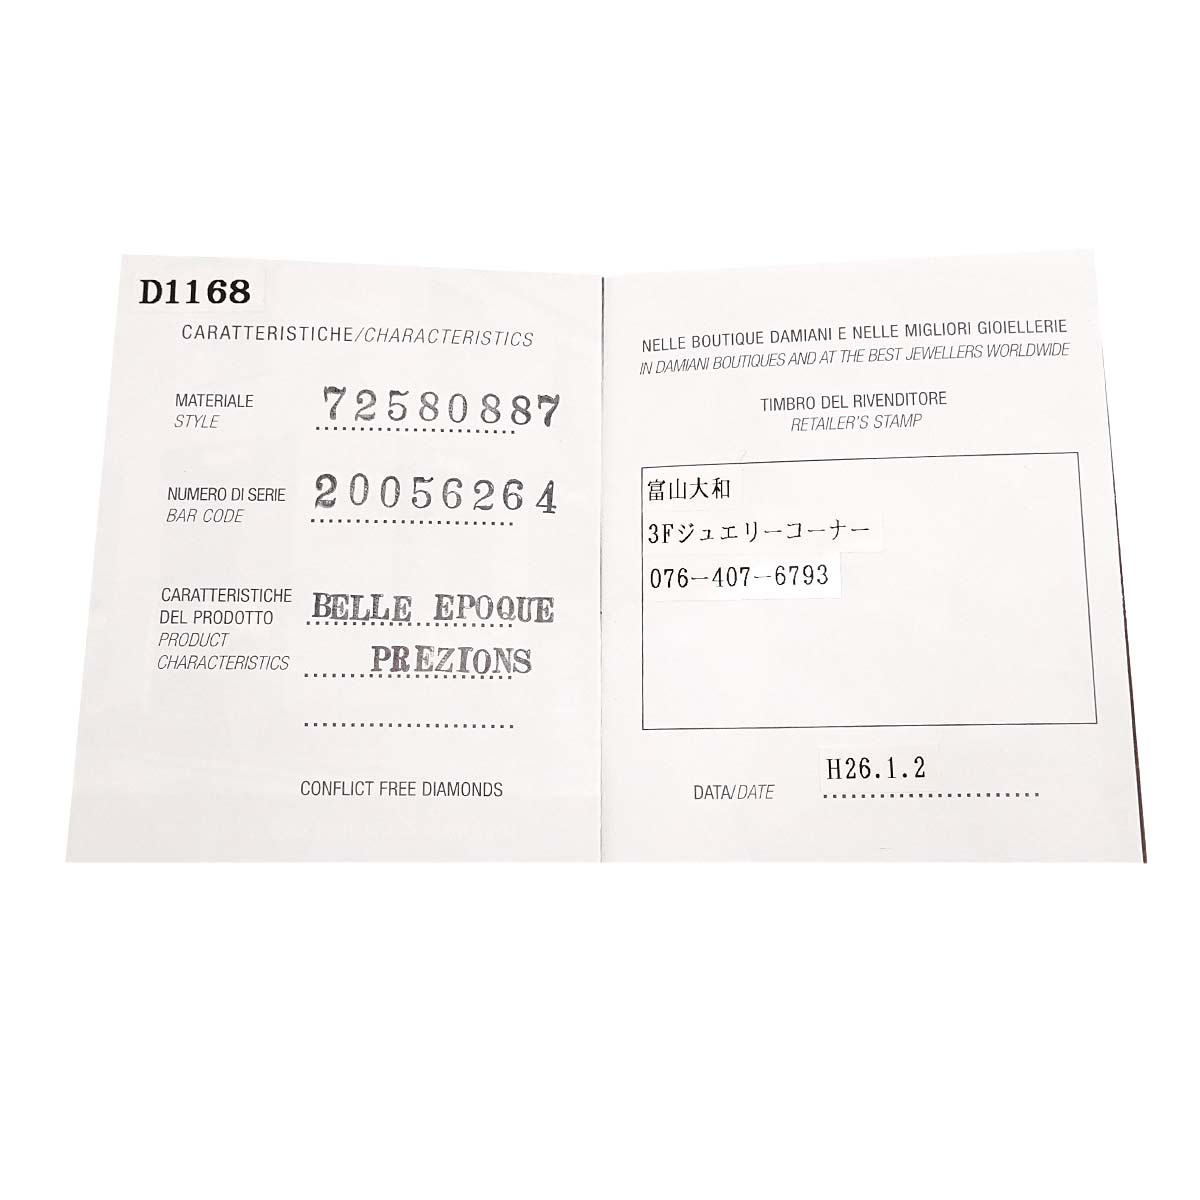 D1168
CARATTERISTICHE/CHARACTERISTICS
MATERIALE 72580887
STYLE
NUMERO DI SERIE 20056264
BAR CODE
CARATTERISTICHE BELLE EPOQUE
DEL PRODOTTO
PRODUCT PREZIONS
CHARACTERISTICS
CONFLICT FREE DIAMONDS
NELLE BOUTIQUE DAMIANI E NELLE MIGLIORI GIOIELLERIE
IN DAMIANI BOUTIQUES AND AT THE BEST JEWELLERS WORLDWIDE
TIMBRO DEL RIVENDITORE
RETAILER'S STAMP
富山大和
3Fジュエリーコーナー
076-407-6793
DATA/DATE H26.1.2